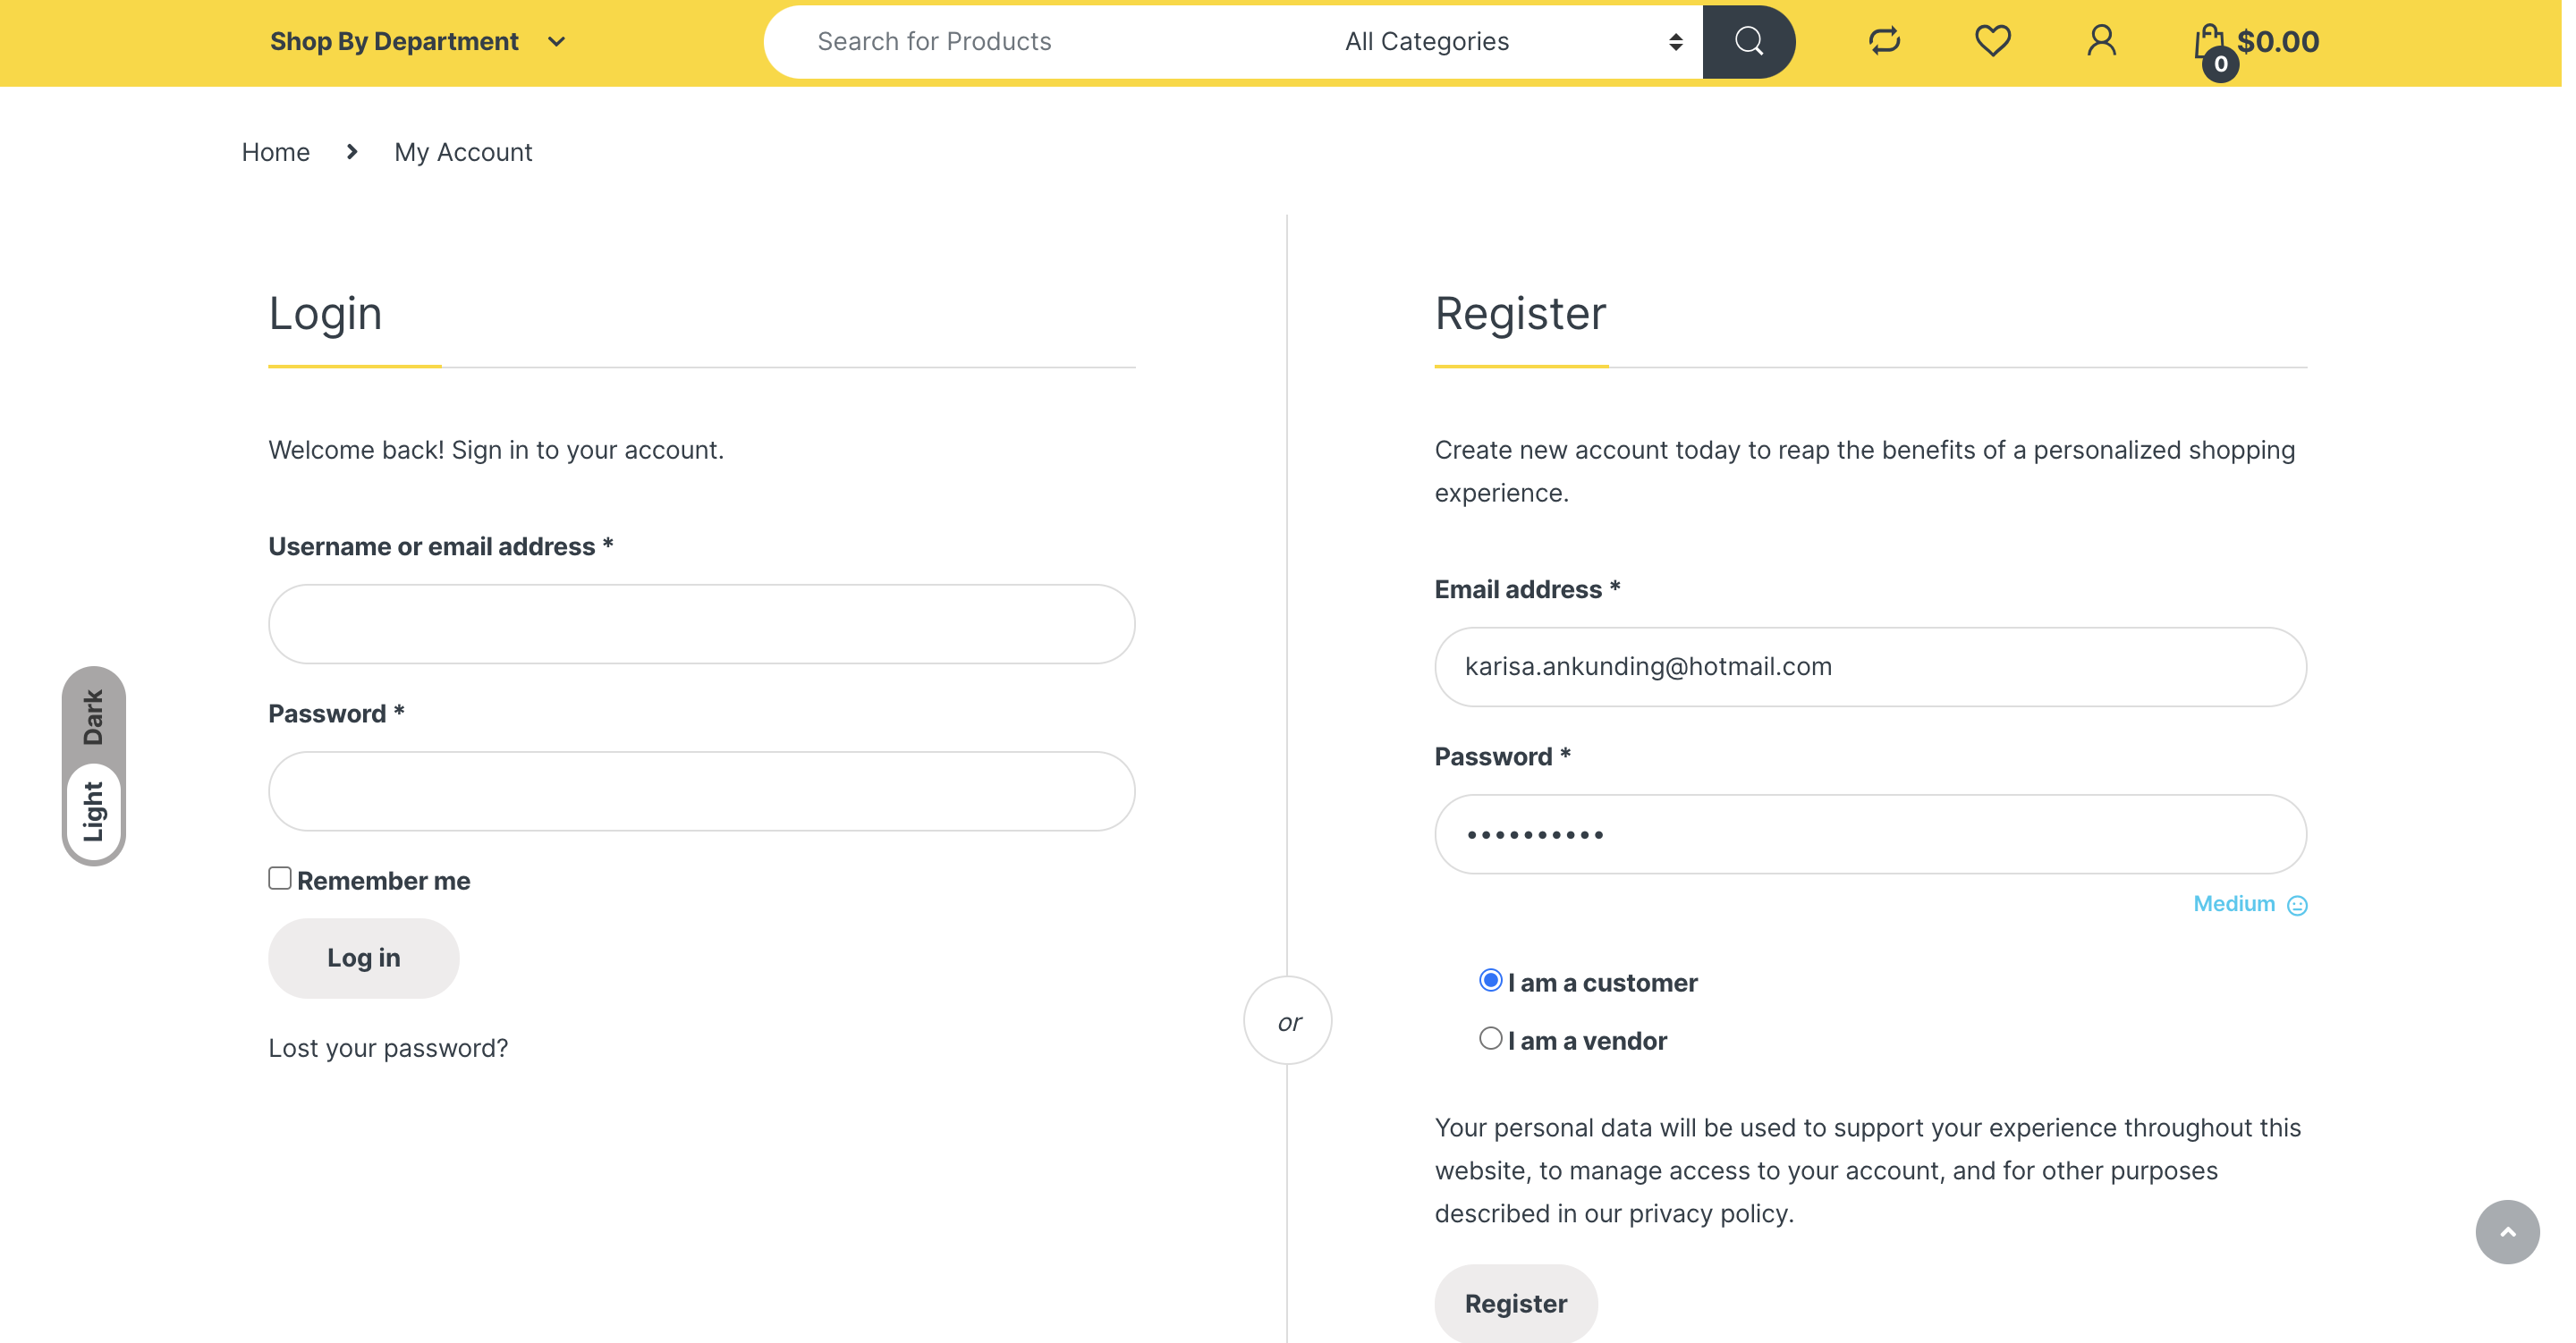 Shop By Department
Search for Products
All Categories
$0.00
0
Home
My Account
Login
Welcome back! Sign in to your account.
Username or email address *
Password *
Remember me
Log in
Lost your password?
Dark
Light
or
Register
Create new account today to reap the benefits of a personalized shopping
experience.
Email address *
karisa.ankunding@hotmail.com
Password *
••••••••••
Medium
I am a customer
I am a vendor
Your personal data will be used to support your experience throughout this
website, to manage access to your account, and for other purposes
described in our privacy policy.
Register